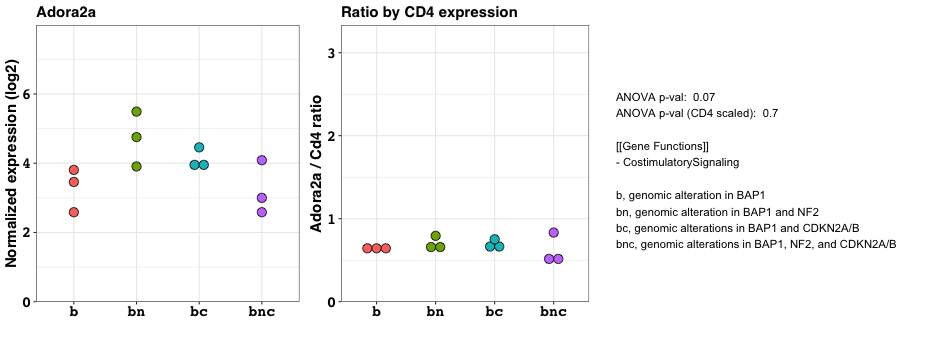 Adora2a
Normalized expression (log2)
6
4
2
0
b bn bc bnc
Ratio by CD4 expression
Adora2a / Cd4 ratio
3
2
1
0
b bn bc bnc
ANOVA p-val: 0.07
ANOVA p-val (CD4 scaled): 0.7
[[Gene Functions]]
- CostimulatorySignaling
b, genomic alteration in BAP1
bn, genomic alteration in BAP1 and NF2
bc, genomic alterations in BAP1 and CDKN2A/B
bnc, genomic alterations in BAP1, NF2, and CDKN2A/B